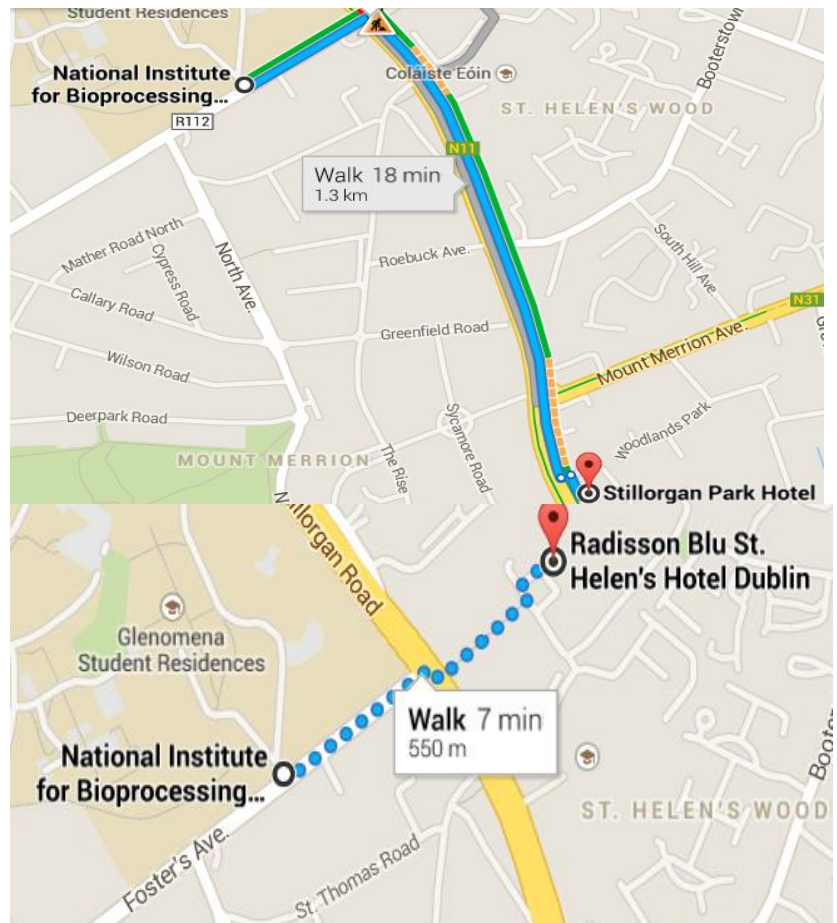 Student Residences
National Institute
for Bioprocessing...
R112
Coláiste Eóin
Booterstown
ST. HELEN'S WOOD
N11
Walk 18 min
1.3 km
Mather Road North
Cypress Road
North Ave.
Roebuck Ave.
South Hill Ave.
Callary Road
N31
Greenfield Road
Mount Merrion Ave.
Wilson Road
Deerpark Road
Sycamore Road
Woodlands Park
The Rise
MOUNT MERRION
Stillorgan Park Hotel
illorgan Road
Radisson Blu St.
Helen's Hotel Dublin
Glenomena
Student Residences
Walk 7 min
550 m
National Institute
for Bioprocessing...
Booter
ST. HELEN'S WOOD
Foster's Ave.
St. Thomas Road